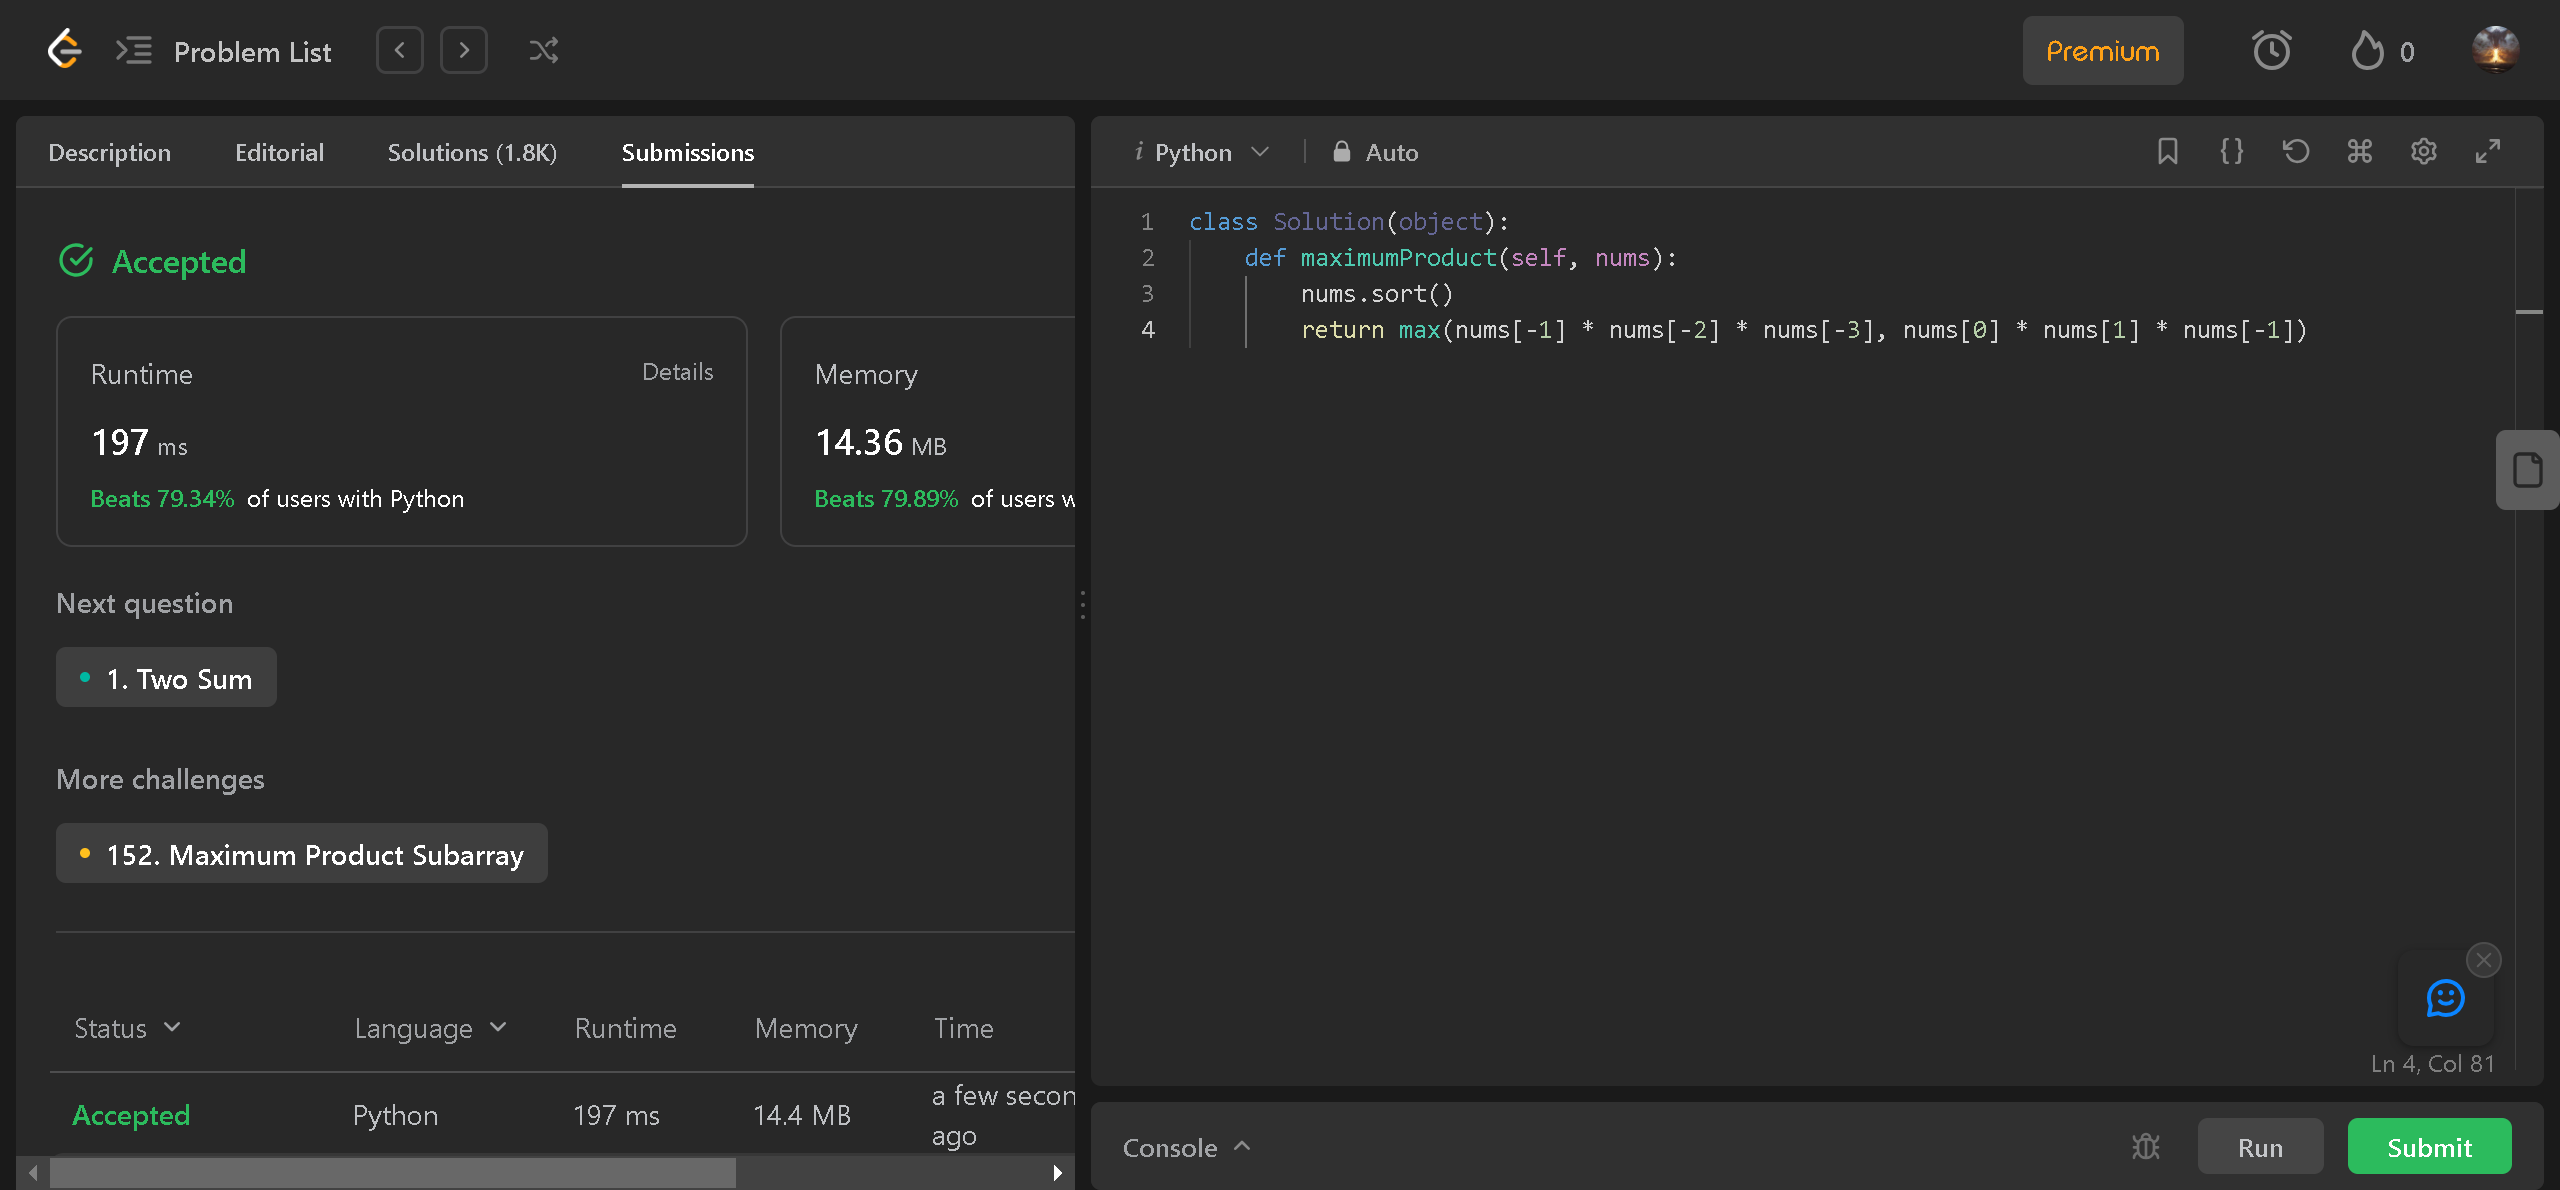 Problem List
Premium
0
Description Editorial Solutions (1.8K) Submissions
Accepted
Runtime Details
197 ms
Beats 79.34% of users with Python
Memory
14.36 MB
Beats 79.89% of users w
Next question
1. Two Sum
More challenges
152. Maximum Product Subarray
Status Language Runtime Memory Time
Accepted Python 197 ms 14.4 MB a few secon
ago
i Python Auto
1 class Solution(object):
2 def maximumProduct(self, nums):
3 nums.sort()
4 return max(nums[-1] * nums[-2] * nums[-3], nums[0] * nums[1] * nums[-1])
Ln 4, Col 81
Console Run Submit